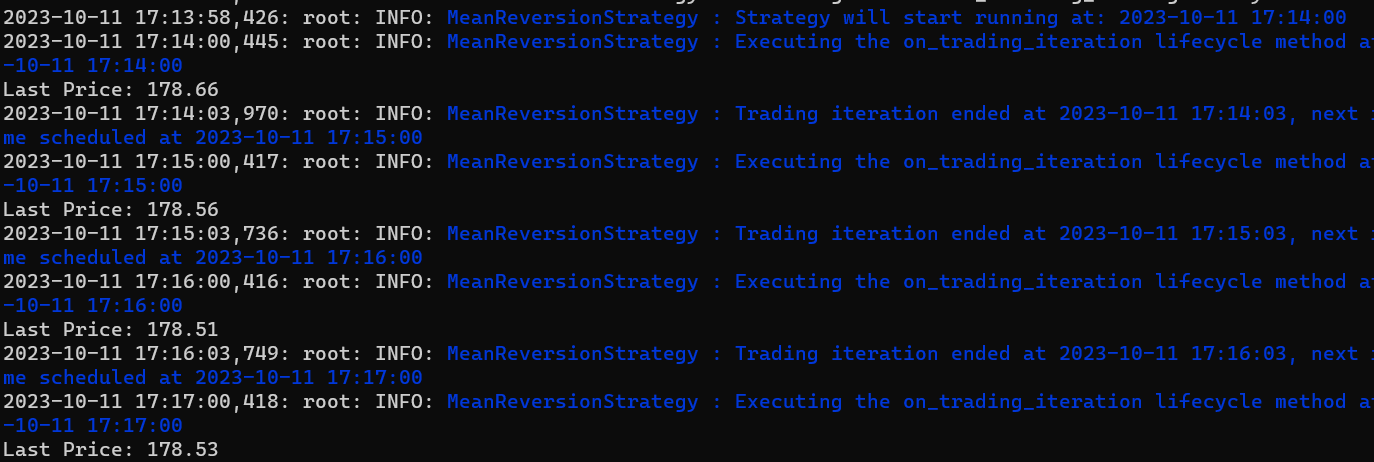 2023-10-11 17:13:58,426: root: INFO: MeanReversionStrategy : Strategy will start running at: 2023-10-11 17:14:00
2023-10-11 17:14:00,445: root: INFO: MeanReversionStrategy : Executing the on_trading_iteration lifecycle method
-10-11 17:14:00
Last Price: 178.66
2023-10-11 17:14:03,970: root: INFO: MeanReversionStrategy : Trading iteration ended at 2023-10-11 17:14:03, next
me scheduled at 2023-10-11 17:15:00
2023-10-11 17:15:00,417: root: INFO: MeanReversionStrategy : Executing the on_trading_iteration lifecycle method
-10-11 17:15:00
Last Price: 178.56
2023-10-11 17:15:03,736: root: INFO: MeanReversionStrategy : Trading iteration ended at 2023-10-11 17:15:03, next
me scheduled at 2023-10-11 17:16:00
2023-10-11 17:16:00,416: root: INFO: MeanReversionStrategy : Executing the on_trading_iteration lifecycle method
-10-11 17:16:00
Last Price: 178.51
2023-10-11 17:16:03,749: root: INFO: MeanReversionStrategy : Trading iteration ended at 2023-10-11 17:16:03, next
me scheduled at 2023-10-11 17:17:00
2023-10-11 17:17:00,418: root: INFO: MeanReversionStrategy : Executing the on_trading_iteration lifecycle method
-10-11 17:17:00
Last Price: 178.53